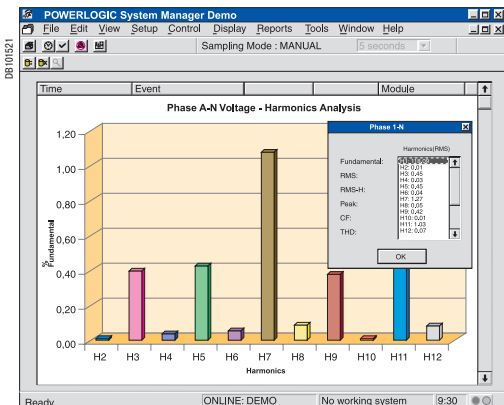 POWERLOGIC System Manager Demo
File Edit View Setup Control Display Reports Tools Window Help
Sampling Mode : MANUAL
5 seconds
DB101521
Time Event Module
Phase A-N Voltage - Harmonics Analysis
1,20
1,00
0,80
0,60
0,40
0,20
0,00
% Fundamental
H2 H3 H4 H5 H6 H7 H8 H9 H10 H11 H12
Harmonics
Phase 1-N
Harmonics(RMS)
Fundamental:
RMS:
RMS-H:
Peak:
CF:
THD:
H2: 0,01
H3: 0,45
H4: 0,03
H5: 0,45
H6: 0,04
H7: 1,27
H8: 0,05
H9: 0,42
H10: 0,01
H11: 1,03
H12: 0,07
OK
Ready
ONLINE: DEMO
No working system
9:30